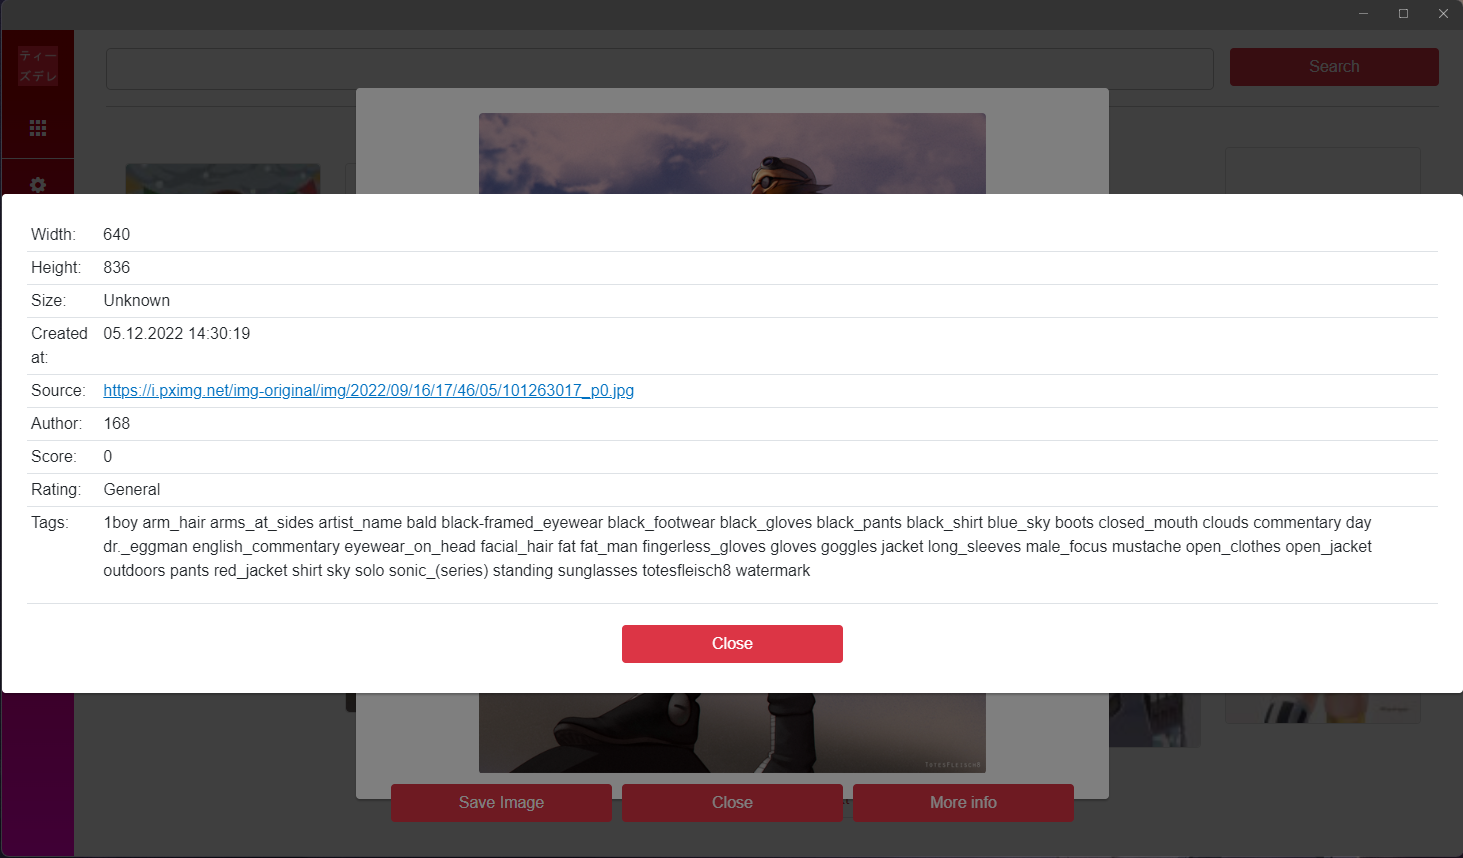 ティー
ズデレ
Search
Width: 640
Height: 836
Size: Unknown
Created at: 05.12.2022 14:30:19
Source: https://i.pximg.net/img-original/img/2022/09/16/17/46/05/101263017_p0.jpg
Author: 168
Score: 0
Rating: General
Tags: 1boy arm_hair arms_at_sides artist_name bald black-framed_eyewear black_footwear black_gloves black_pants black_shirt blue_sky boots closed_mouth clouds commentary day
dr._eggman english_commentary eyewear_on_head facial_hair fat fat_man fingerless_gloves gloves goggles jacket long_sleeves male_focus mustache open_clothes open_jacket
outdoors pants red_jacket shirt sky solo sonic_(series) standing sunglasses totesfleisch8 watermark
Close
TotesFleisch8
Save Image
Close
More info